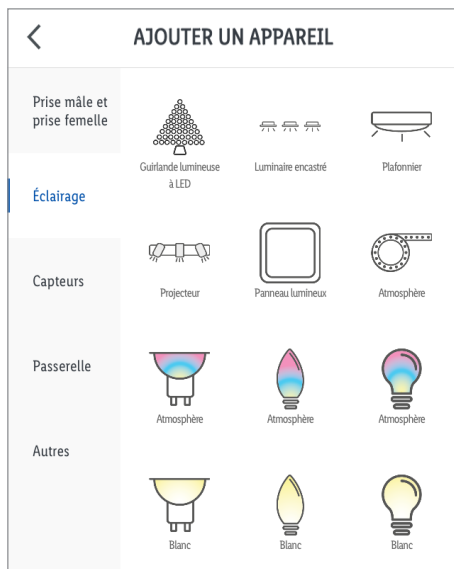 AJOUTER UN APPAREIL
Prise mâle et
prise femelle
Éclairage
Capteurs
Passerelle
Autres
Guirlande lumineuse
à LED
Luminaire encastré
Plafonnier
Projecteur
Panneau lumineux
Atmosphère
Atmosphère
Atmosphère
Atmosphère
Blanc
Blanc
Blanc